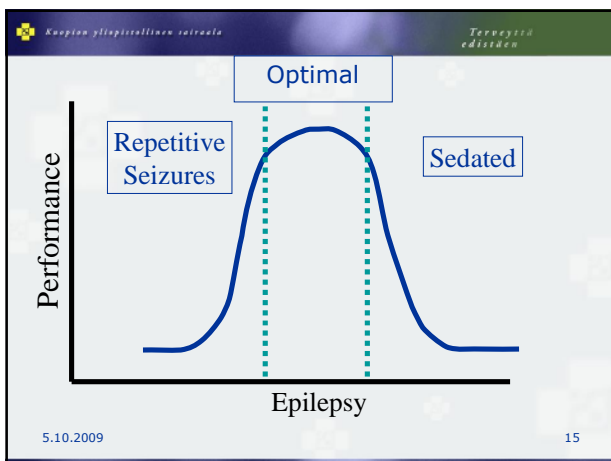 Kuopion yliopistollinen sairaala
Terveyttä
edistäen
Optimal
Repetitive
Seizures
Sedated
Performance
Epilepsy
5.10.2009
15